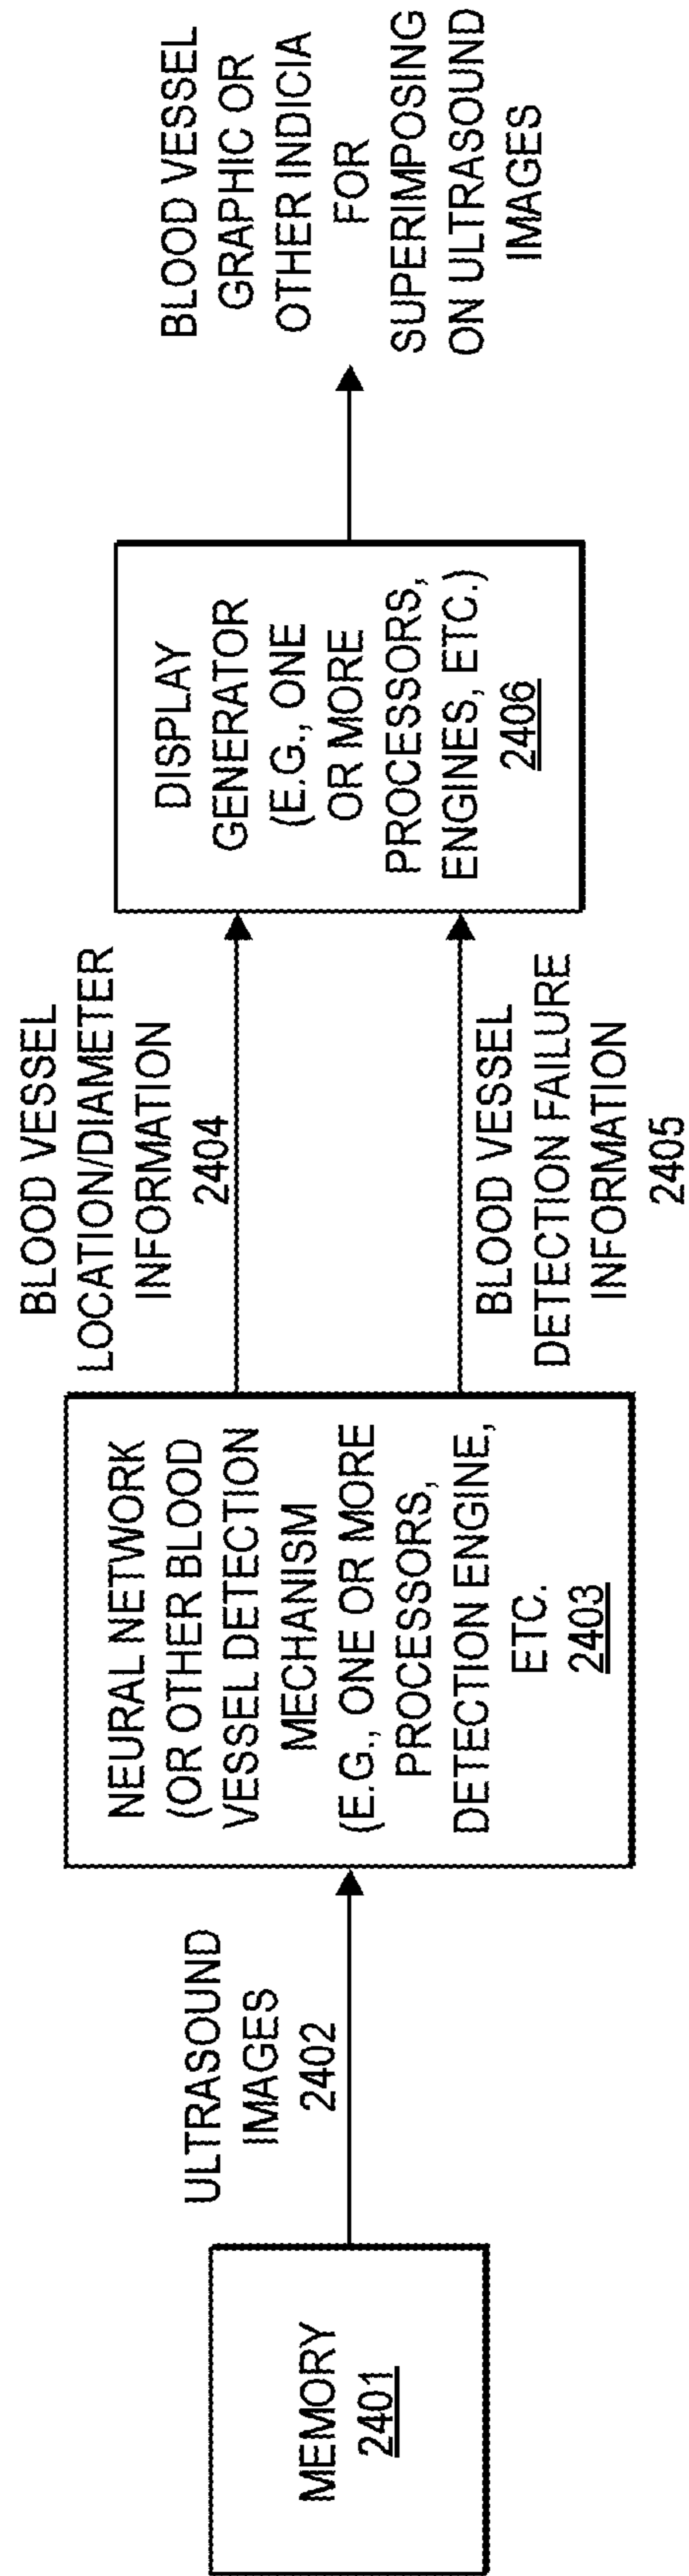 MEMORY
2401
ULTRASOUND
IMAGES
2402
NEURAL NETWORK
(OR OTHER BLOOD
VESSEL DETECTION
MECHANISM
(E.G., ONE OR MORE
PROCESSORS,
DETECTION ENGINE,
ETC.
2403
BLOOD VESSEL
LOCATION/DIAMETER
INFORMATION
2404
BLOOD VESSEL
DETECTION FAILURE
INFORMATION
2405
DISPLAY
GENERATOR
(E.G., ONE
OR MORE
PROCESSORS,
ENGINES, ETC.)
2406
BLOOD VESSEL
GRAPHIC OR
OTHER INDICIA
FOR
SUPERIMPOSING
ON ULTRASOUND
IMAGES